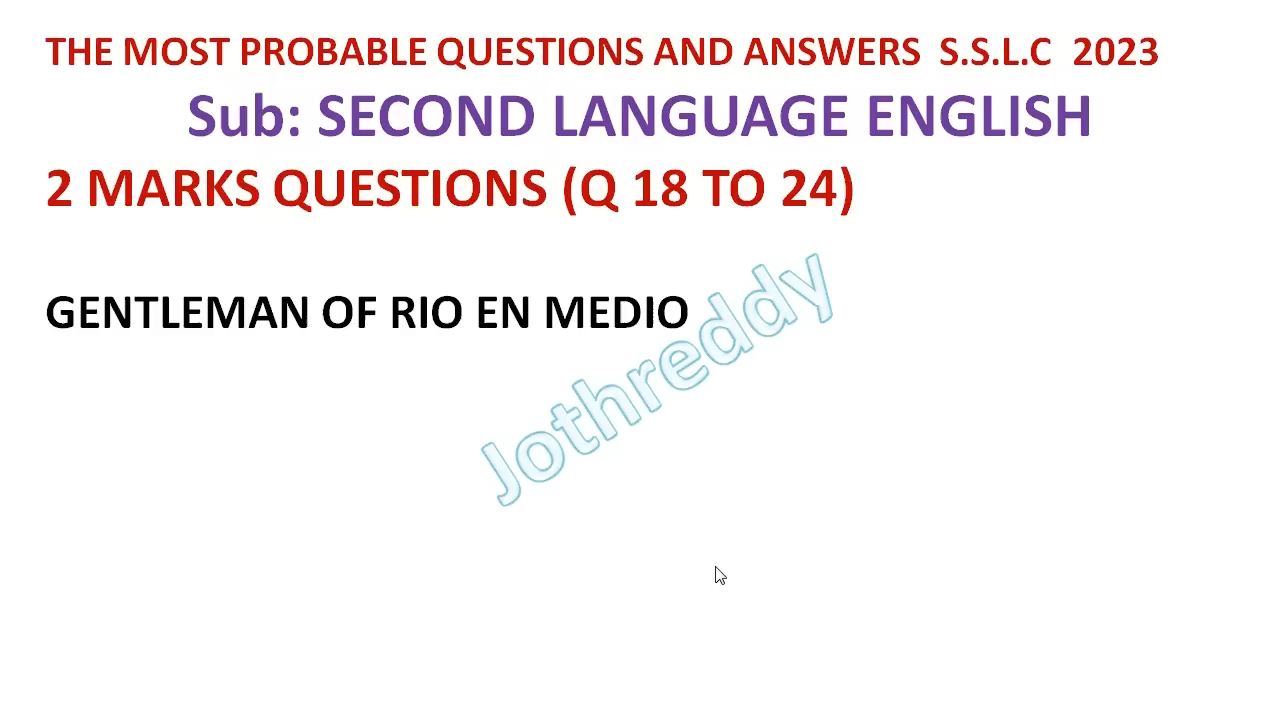 THE MOST PROBABLE QUESTIONS AND ANSWERS S.S.L.C 2023
Sub: SECOND LANGUAGE ENGLISH
2 MARKS QUESTIONS (Q 18 TO 24)
GENTLEMAN OF RIO EN MEDIO
Jothreddy